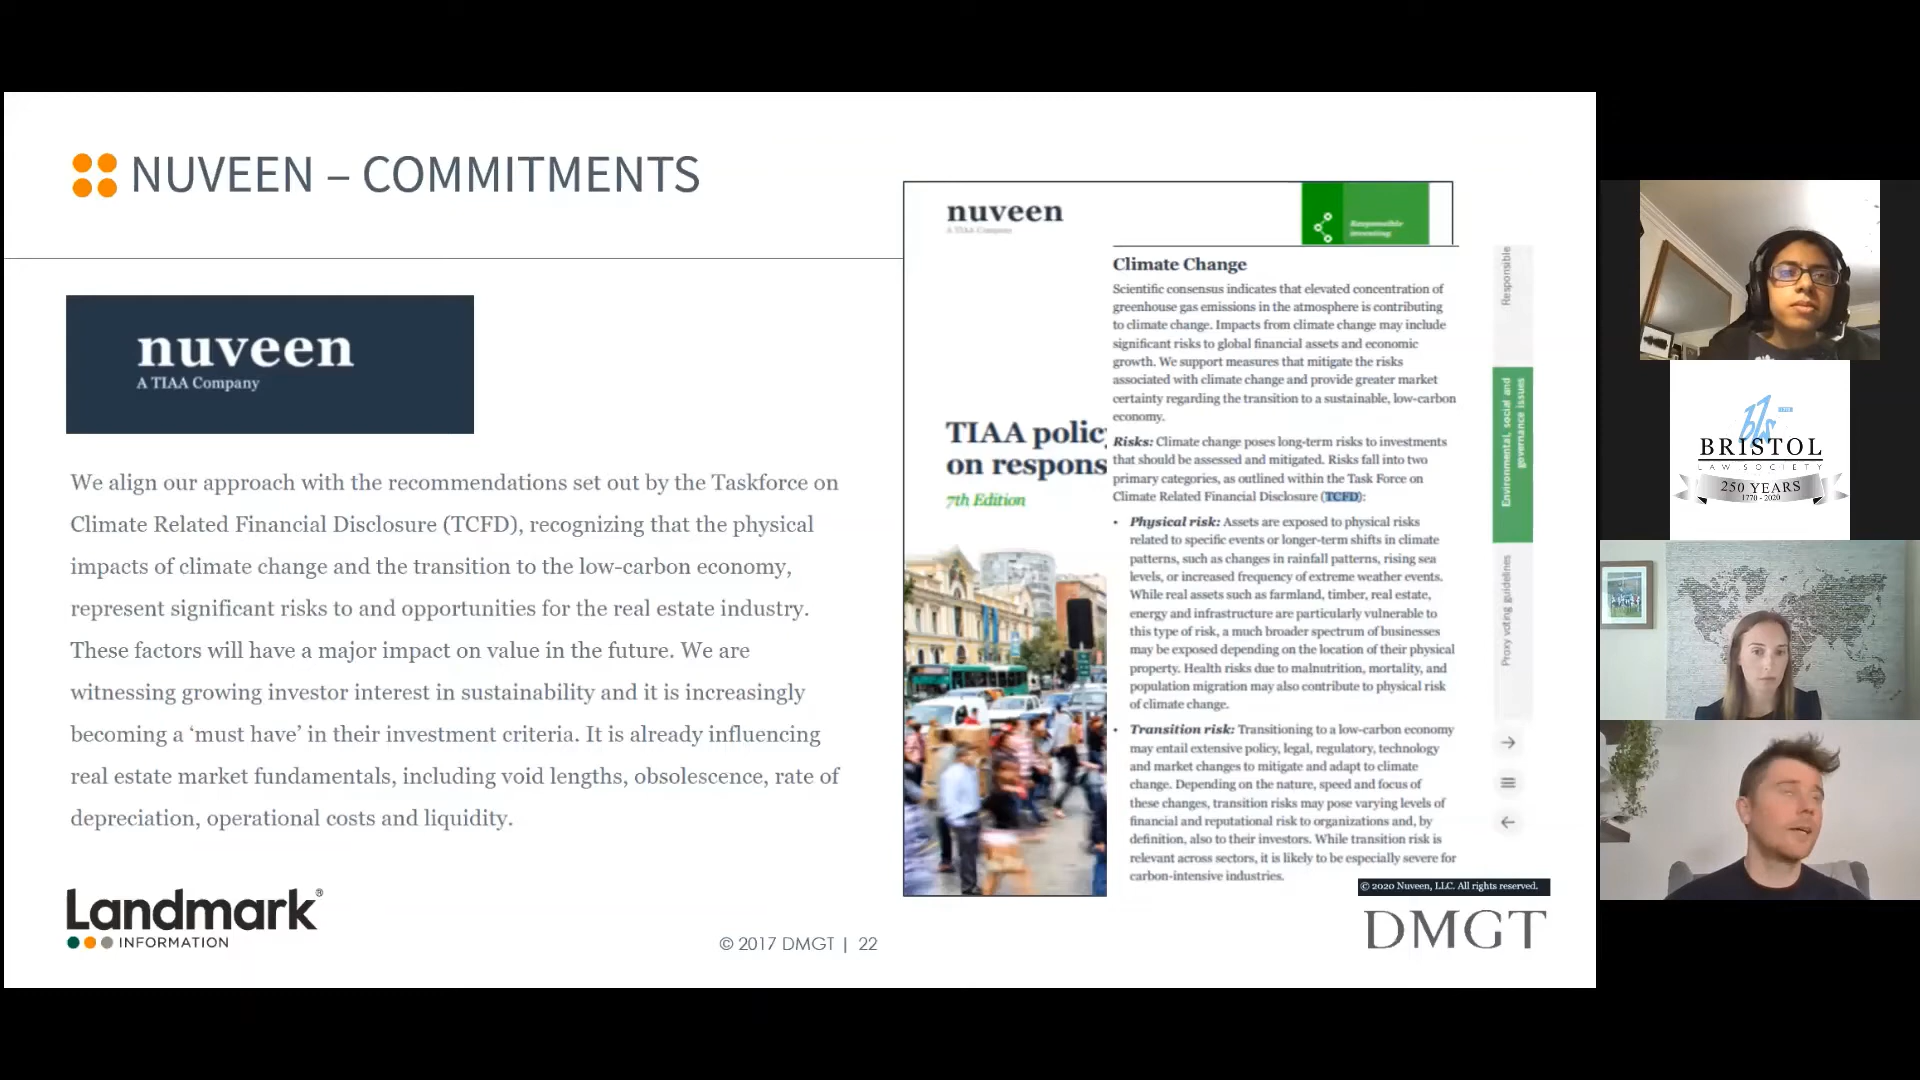 NUVEEN – COMMITMENTS
nuveen
A TIAA Company
We align our approach with the recommendations set out by the Taskforce on
Climate Related Financial Disclosure (TCFD), recognizing that the physical
impacts of climate change and the transition to the low-carbon economy,
represent significant risks to and opportunities for the real estate industry.
These factors will have a major impact on value in the future. We are
witnessing growing investor interest in sustainability and it is increasingly
becoming a ‘must have’ in their investment criteria. It is already influencing
real estate market fundamentals, including void lengths, obsolescence, rate of
depreciation, operational costs and liquidity.
Landmark®
INFORMATION
© 2017 DMGT | 22
nuveen
A TIAA Company
Responsible
investing
TIAA polic
on respons
7th Edition
Climate Change
Scientific consensus indicates that elevated concentration of
greenhouse gas emissions in the atmosphere is contributing
to climate change. Impacts from climate change may include
significant risks to global financial assets and economic
growth. We support measures that mitigate the risks
associated with climate change and provide greater market
certainty regarding the transition to a sustainable, low-carbon
economy.
Risks: Climate change poses long-term risks to investments
that should be assessed and mitigated. Risks fall into two
primary categories, as outlined within the Task Force on
Climate Related Financial Disclosure (TCFD):
• Physical risk: Assets are exposed to physical risks
related to specific events or longer-term shifts in climate
patterns, such as changes in rainfall patterns, rising sea
levels, or increased frequency of extreme weather events.
While real assets such as farmland, timber, real estate,
energy and infrastructure are particularly vulnerable to
this type of risk, a much broader spectrum of businesses
may be exposed depending on the location of their physical
property. Health risks due to malnutrition, mortality, and
population migration may also contribute to physical risk
of climate change.
• Transition risk: Transitioning to a low-carbon economy
may entail extensive policy, legal, regulatory, technology
and market changes to mitigate and adapt to climate
change. Depending on the nature, speed and focus of
these changes, transition risks may pose varying levels of
financial and reputational risk to organizations and, by
definition, also to their investors. While transition risk is
relevant across sectors, it is likely to be especially severe for
carbon-intensive industries.
Responsible
Environmental, social and
governance issues
Proxy voting guidelines
© 2020 Nuveen, LLC. All rights reserved.
DMGT
bls
BRISTOL
LAW SOCIETY
250 YEARS
1770 - 2020